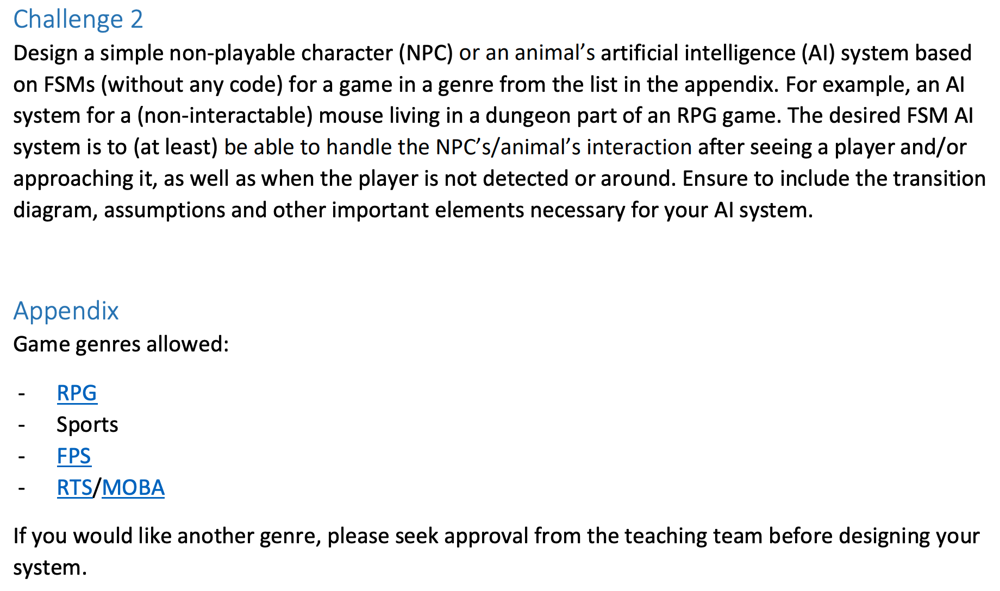 Challenge 2
Design a simple non-playable character (NPC) or an animal’s artificial intelligence (AI) system based
on FSMs (without any code) for a game in a genre from the list in the appendix. For example, an AI
system for a (non-interactable) mouse living in a dungeon part of an RPG game. The desired FSM AI
system is to (at least) be able to handle the NPC’s/animal’s interaction after seeing a player and/or
approaching it, as well as when the player is not detected or around. Ensure to include the transition
diagram, assumptions and other important elements necessary for your AI system.
Appendix
Game genres allowed:
- RPG
- Sports
- FPS
- RTS/MOBA
If you would like another genre, please seek approval from the teaching team before designing your
system.